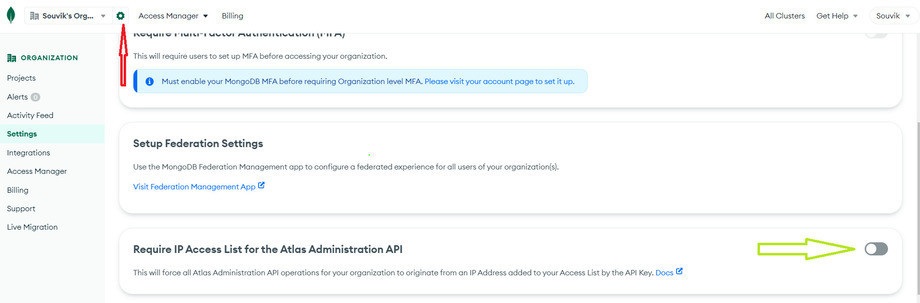 Souvik's Org...
Access Manager
Billing
All Clusters
Get Help
Souvik
ORGANIZATION
Projects
Alerts 0
Activity Feed
Settings
Integrations
Access Manager
Billing
Support
Live Migration
Require Multi-Factor Authentication (MFA)
This will require users to set up MFA before accessing your organization.
Must enable your MongoDB MFA before requiring Organization level MFA. Please visit your account page to set it up.
Setup Federation Settings
Use the MongoDB Federation Management app to configure a federated experience for all users of your organization(s).
Visit Federation Management App
Require IP Access List for the Atlas Administration API
This will force all Atlas Administration API operations for your organization to originate from an IP Address added to your Access List by the API Key. Docs